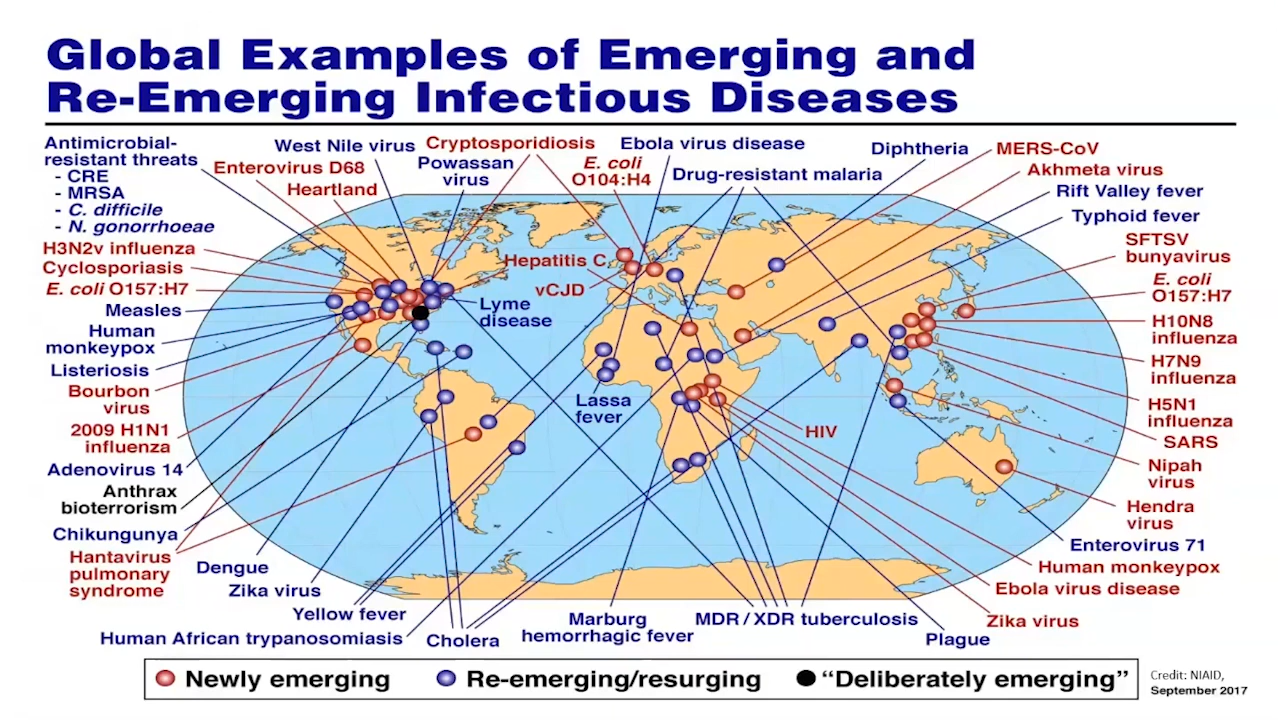 Global Examples of Emerging and
Re-Emerging Infectious Diseases
Antimicrobial-
resistant threats
- CRE
- MRSA
- C. difficile
- N. gonorrhoeae
H3N2v influenza
Cyclosporiasis
E. coli O157:H7
Measles
Human
monkeypox
Listeriosis
Bourbon
virus
2009 H1N1
influenza
Adenovirus 14
Anthrax
bioterrorism
Chikungunya
Hantavirus
pulmonary
syndrome
Dengue
Zika virus
Yellow fever
Human African trypanosomiasis
Cholera
Enterovirus D68
Heartland
West Nile virus
Powassan
virus
Cryptosporidiosis
E. coli
O104:H4
Ebola virus disease
Drug-resistant malaria
Diphtheria
MERS-CoV
Akhmeta virus
Rift Valley fever
Typhoid fever
SFTSV
bunyavirus
E. coli
O157:H7
H10N8
influenza
H7N9
influenza
H5N1
influenza
SARS
Nipah
virus
Hendra
virus
Enterovirus 71
Human monkeypox
Ebola virus disease
Zika virus
Plague
MDR / XDR tuberculosis
Marburg
hemorrhagic fever
Hepatitis C
vCJD
Lyme
disease
Lassa
fever
HIV
Newly emerging
Re-emerging/resurging
“Deliberately emerging”
Credit: NIAID,
September 2017